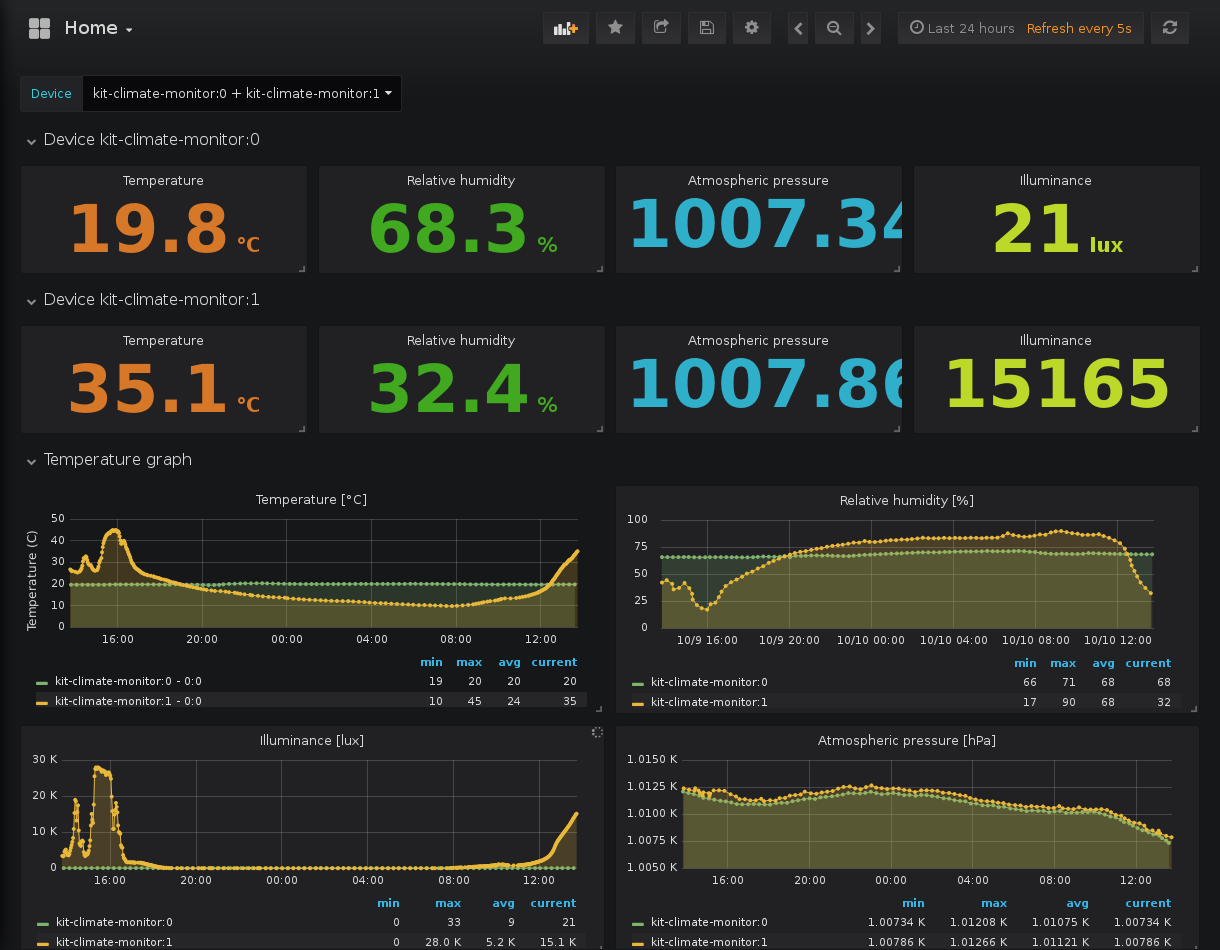 Home
Last 24 hours Refresh every 5s
Device kit-climate-monitor:0 + kit-climate-monitor:1
Device kit-climate-monitor:0
Temperature Relative humidity Atmospheric pressure Illuminance
19.8 °C 68.3 % 1007.34 21 lux
Device kit-climate-monitor:1
Temperature Relative humidity Atmospheric pressure Illuminance
35.1 °C 32.4 % 1007.86 15165
Temperature graph
Temperature [°C]
Temperature (C)
50
40
30
20
10
0
16:00 20:00 00:00 04:00 08:00 12:00
min max avg current
kit-climate-monitor:0 - 0:0 19 20 20 20
kit-climate-monitor:1 - 0:0 10 45 24 35
Relative humidity [%]
100
75
50
25
0
10/9 16:00 10/9 20:00 10/10 00:00 10/10 04:00 10/10 08:00 10/10 12:00
min max avg current
kit-climate-monitor:0 66 71 68 68
kit-climate-monitor:1 17 90 68 32
Illuminance [lux]
30 K
20 K
10 K
0
16:00 20:00 00:00 04:00 08:00 12:00
min max avg current
kit-climate-monitor:0 0 33 9 21
kit-climate-monitor:1 0 28.0 K 5.2 K 15.1 K
Atmospheric pressure [hPa]
1.0150 K
1.0125 K
1.0100 K
1.0075 K
1.0050 K
16:00 20:00 00:00 04:00 08:00 12:00
min max avg current
kit-climate-monitor:0 1.00734 K 1.01208 K 1.01075 K 1.00734 K
kit-climate-monitor:1 1.00786 K 1.01266 K 1.01121 K 1.00786 K